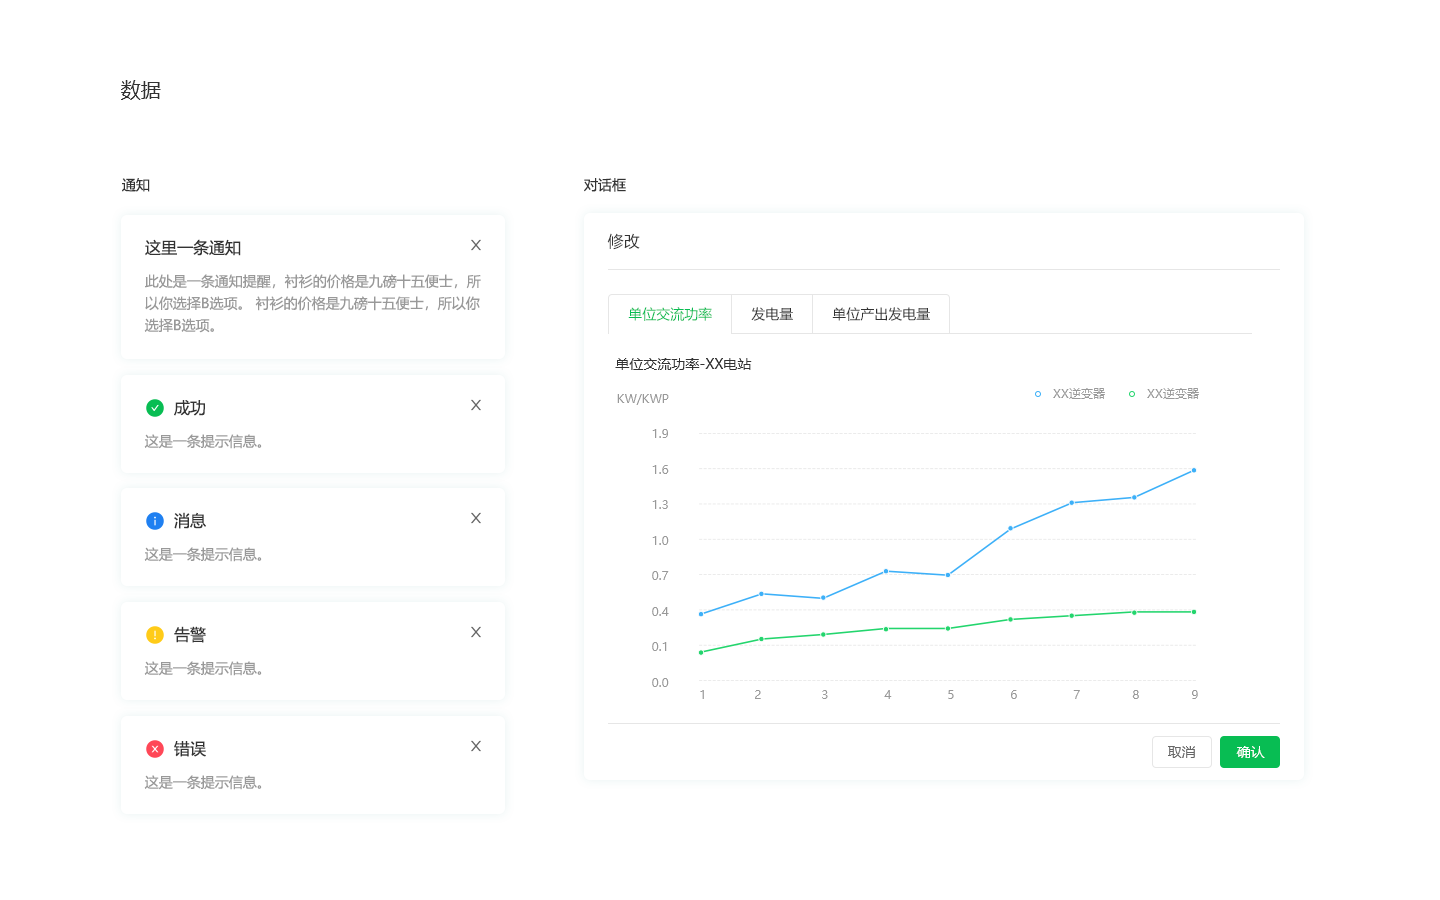 数据
通知
这里一条通知
X
此处是一条通知提醒，衬衫的价格是九磅十五便士，所
以你选择B选项。 衬衫的价格是九磅十五便士，所以你
选择B选项。
成功
X
这是一条提示信息。
消息
X
这是一条提示信息。
告警
X
这是一条提示信息。
错误
X
这是一条提示信息。
对话框
修改
单位交流功率 发电量 单位产出发电量
单位交流功率-XX电站
KW/KWP
XX逆变器 XX逆变器
1.9
1.6
1.3
1.0
0.7
0.4
0.1
0.0
1 2 3 4 5 6 7 8 9
取消 确认